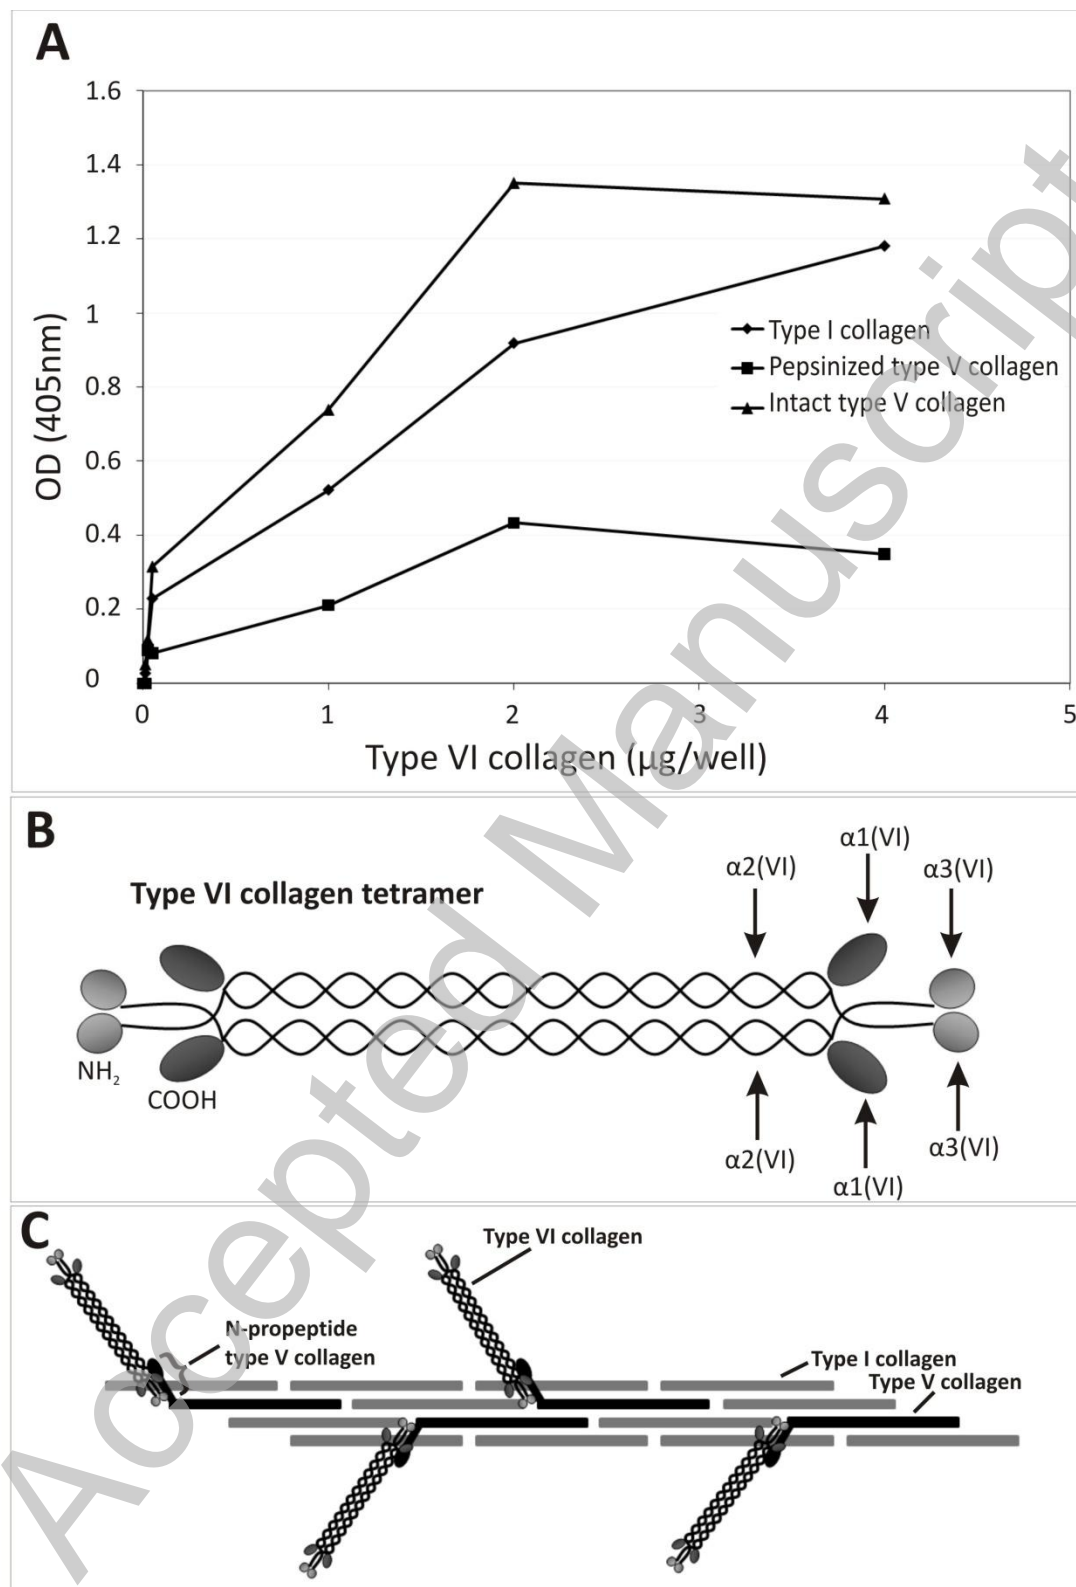 A
1.6
1.4
1.2
1
0.8
0.6
0.4
0.2
0
OD (405nm)
Type I collagen
Pepsinized type V collagen
Intact type V collagen
0 1 2 3 4 5
Type VI collagen (µg/well)
B
Type VI collagen tetramer
α2(VI)
α1(VI)
α3(VI)
NH₂
COOH
α2(VI)
α1(VI)
α3(VI)
C
Type VI collagen
N-propeptide
type V collagen
Type I collagen
Type V collagen
Accepted Manuscript